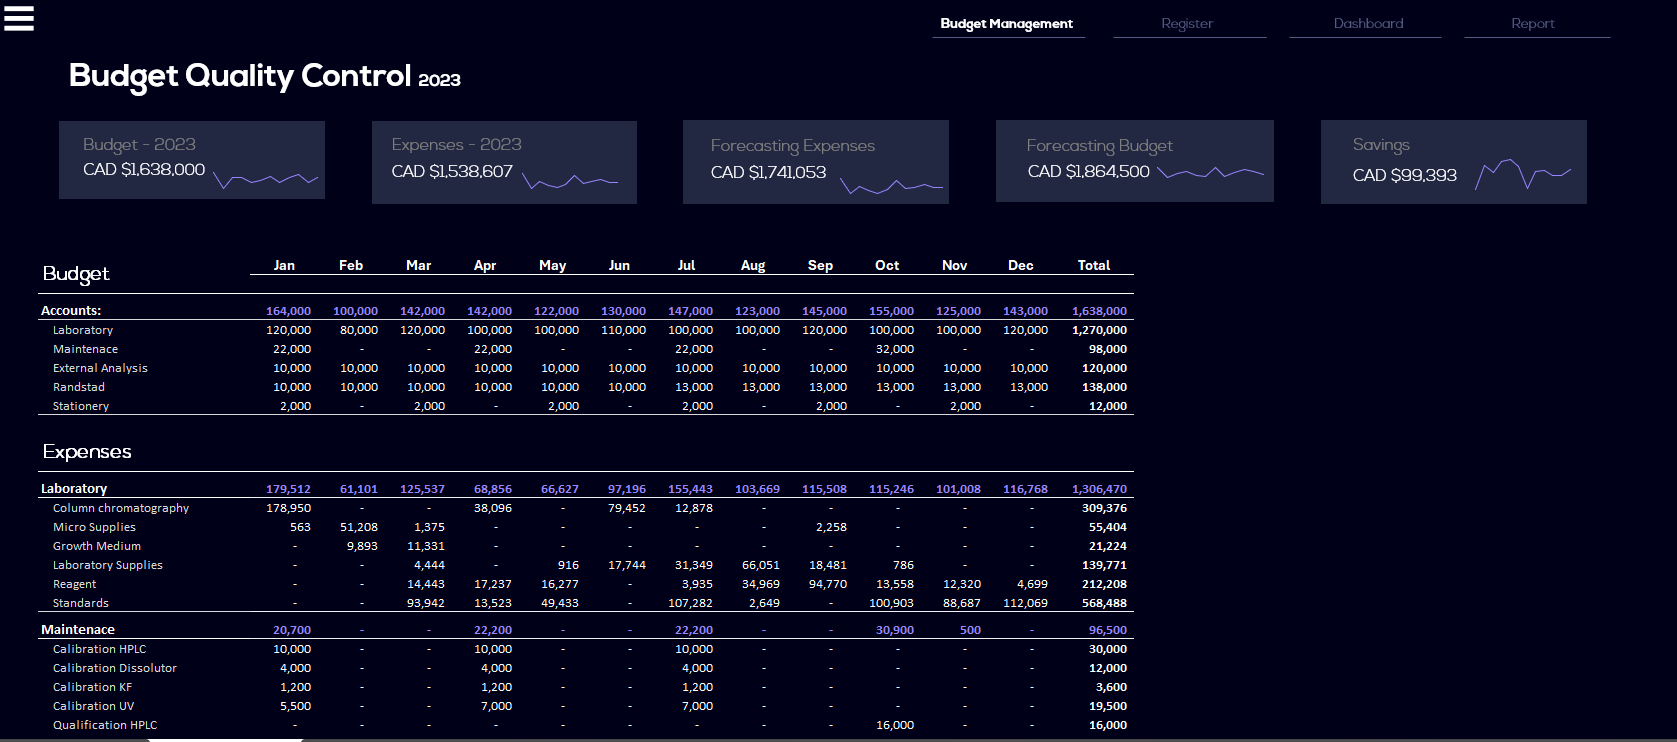 Budget Management Register Dashboard Report
Budget Quality Control 2023
Budget - 2023
CAD $1,638,000
Expenses - 2023
CAD $1,538,607
Forecasting Expenses
CAD $1,741,053
Forecasting Budget
CAD $1,864,500
Savings
CAD $99,393
Budget Jan Feb Mar Apr May Jun Jul Aug Sep Oct Nov Dec Total
Accounts: 164,000 100,000 142,000 142,000 122,000 130,000 147,000 123,000 145,000 155,000 125,000 143,000 1,638,000
Laboratory 120,000 80,000 120,000 100,000 100,000 110,000 100,000 100,000 120,000 100,000 100,000 120,000 1,270,000
Maintenace 22,000 - - 22,000 - - 22,000 - - 32,000 - - 98,000
External Analysis 10,000 10,000 10,000 10,000 10,000 10,000 10,000 10,000 10,000 10,000 10,000 10,000 120,000
Randstad 10,000 10,000 10,000 10,000 10,000 10,000 13,000 13,000 13,000 13,000 13,000 13,000 138,000
Stationery 2,000 - 2,000 - 2,000 - 2,000 - 2,000 - 2,000 - 12,000
Expenses
Laboratory 179,512 61,101 125,537 68,856 66,627 97,196 155,443 103,669 115,508 115,246 101,008 116,768 1,306,470
Column chromatography 178,950 - - 38,096 - 79,452 12,878 - - - - - 309,376
Micro Supplies 563 51,208 1,375 - - - - - 2,258 - - - 55,404
Growth Medium - 9,893 11,331 - - - - - - - - - 21,224
Laboratory Supplies - - 4,444 - 916 17,744 31,349 66,051 18,481 786 - - 139,771
Reagent - - 14,443 17,237 16,277 - 3,935 34,969 94,770 13,558 12,320 4,699 212,208
Standards - - 93,942 13,523 49,433 - 107,282 2,649 - 100,903 88,687 112,069 568,488
Maintenace 20,700 - - 22,200 - - 22,200 - - 30,900 500 - 96,500
Calibration HPLC 10,000 - - 10,000 - - 10,000 - - - - - 30,000
Calibration Dissolutor 4,000 - - 4,000 - - 4,000 - - - - - 12,000
Calibration KF 1,200 - - 1,200 - - 1,200 - - - - - 3,600
Calibration UV 5,500 - - 7,000 - - 7,000 - - - - - 19,500
Qualification HPLC - - - - - - - - - 16,000 - - 16,000